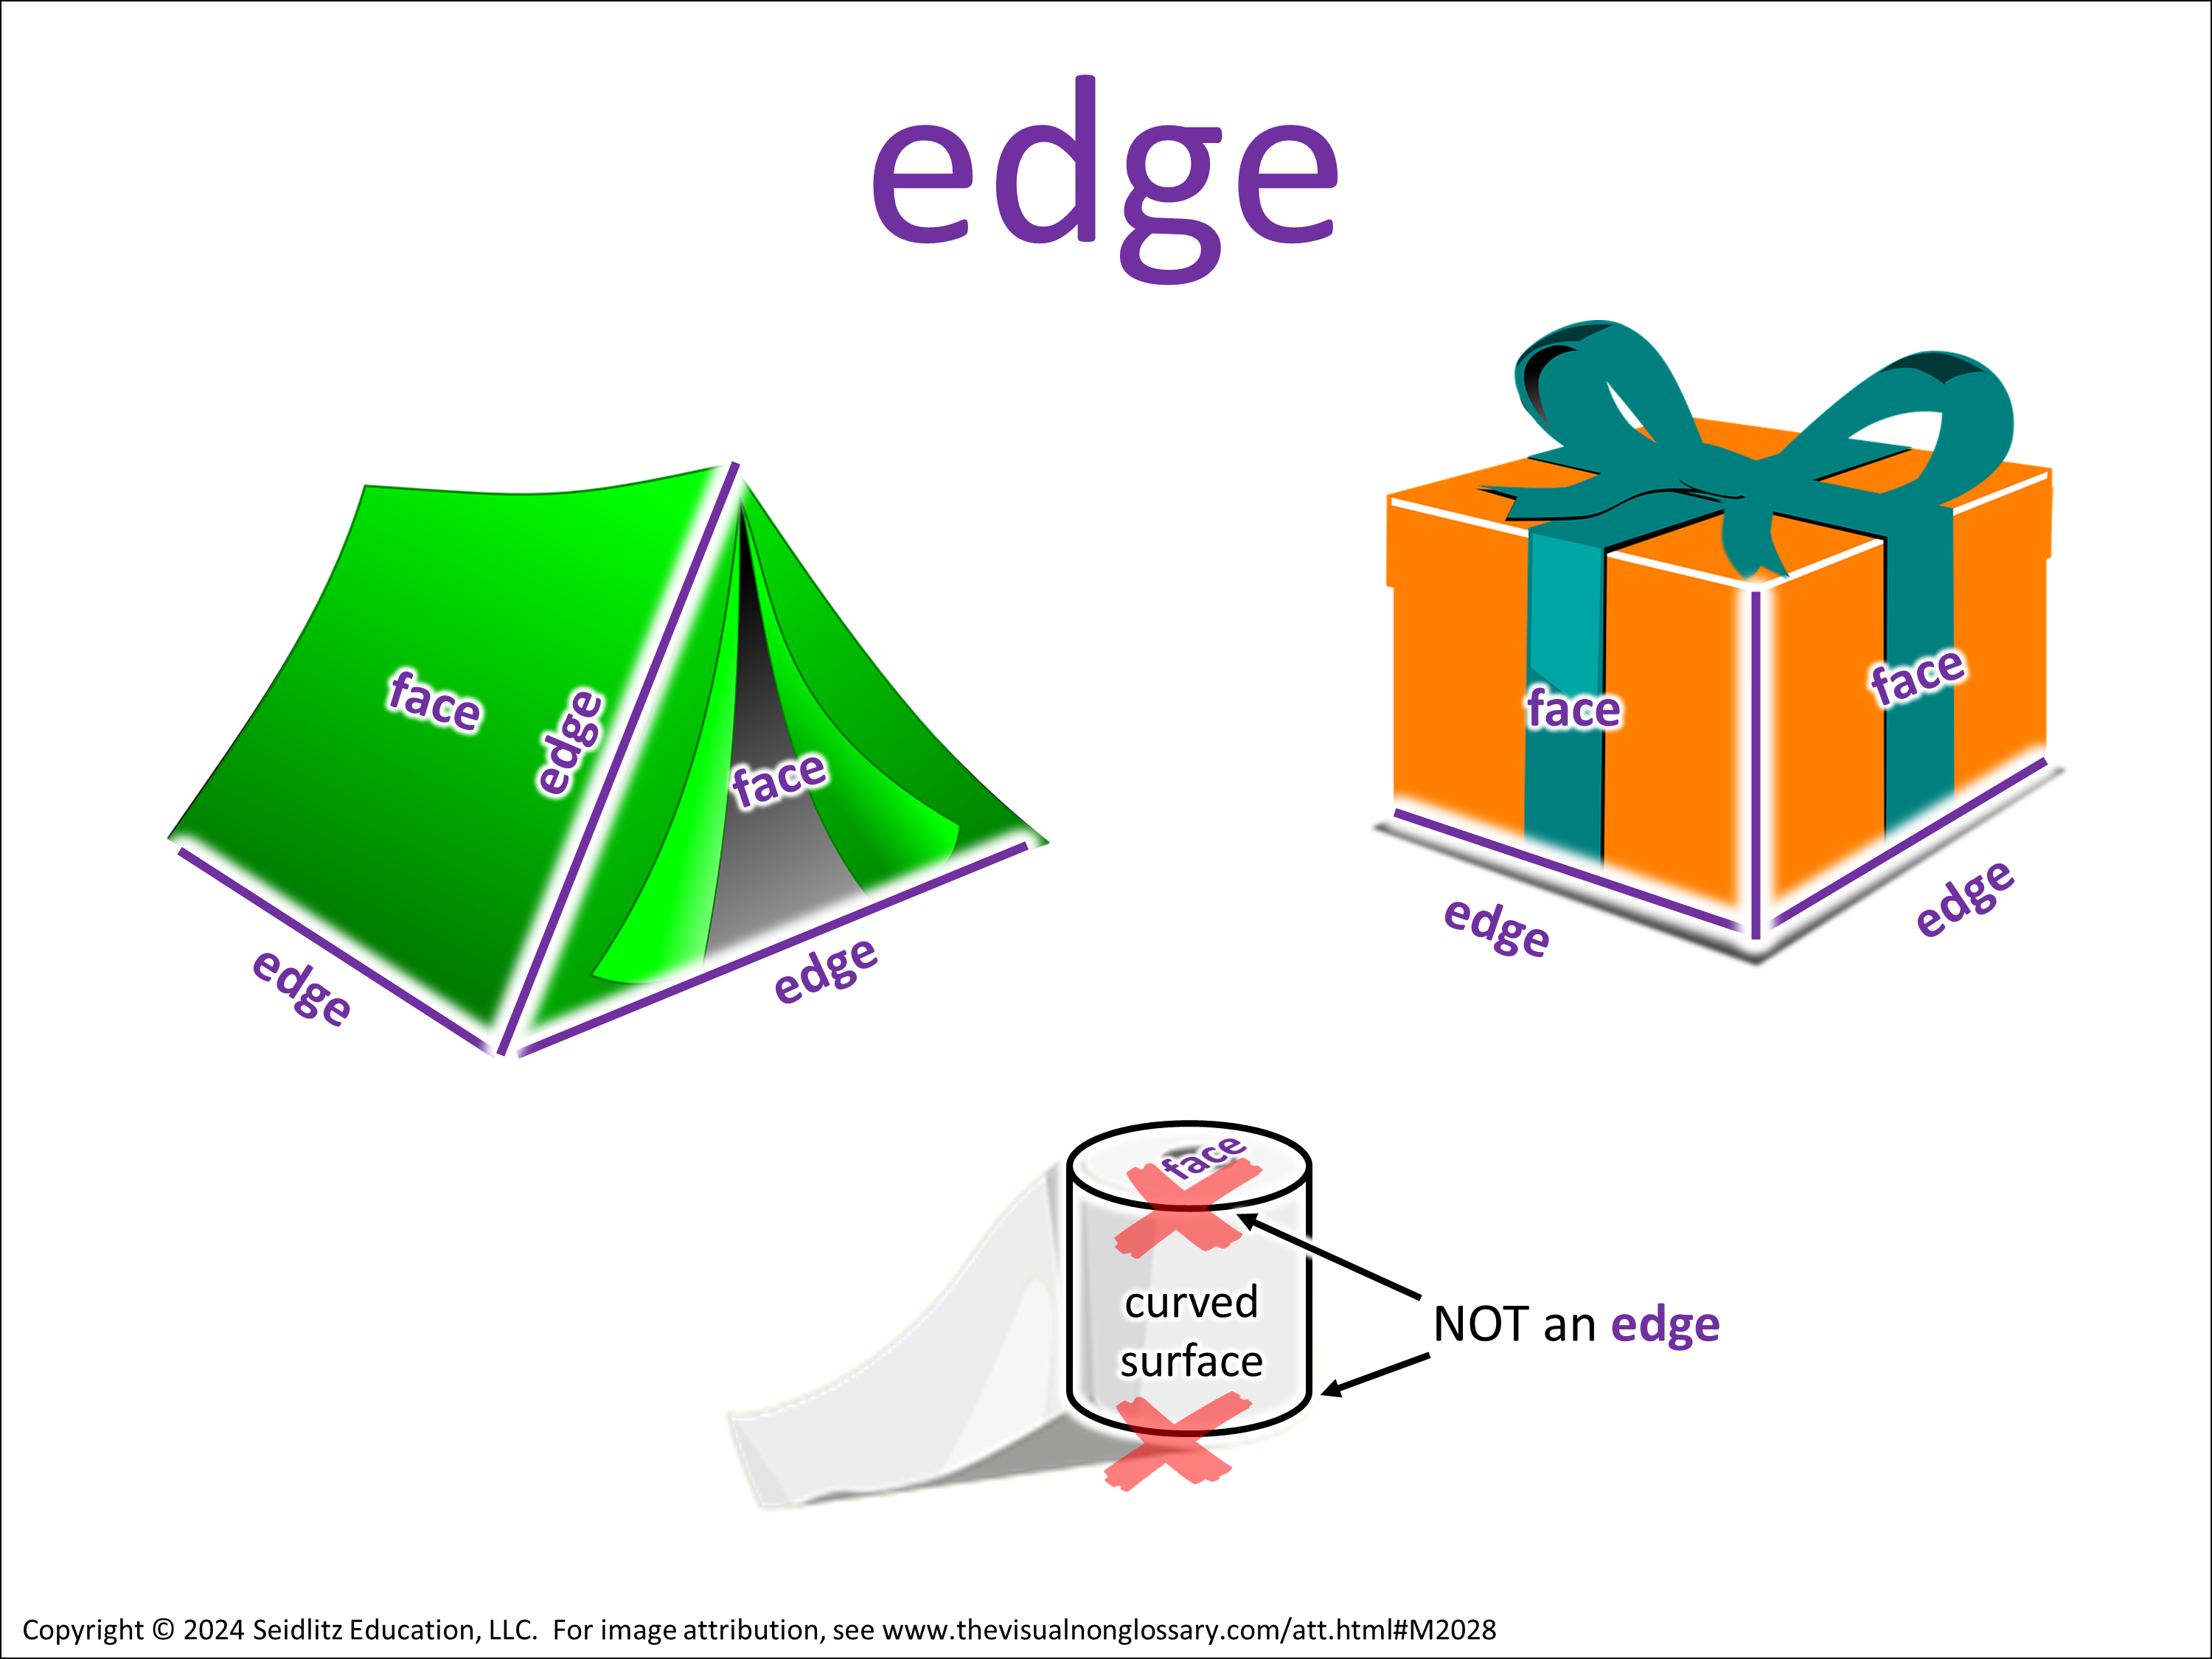 edge
face
edge
face
edge
edge
face
face
edge
edge
face
curved
surface
NOT an edge
Copyright © 2024 Seidlitz Education, LLC.  For image attribution, see www.thevisualnonglossary.com/att.html#M2028